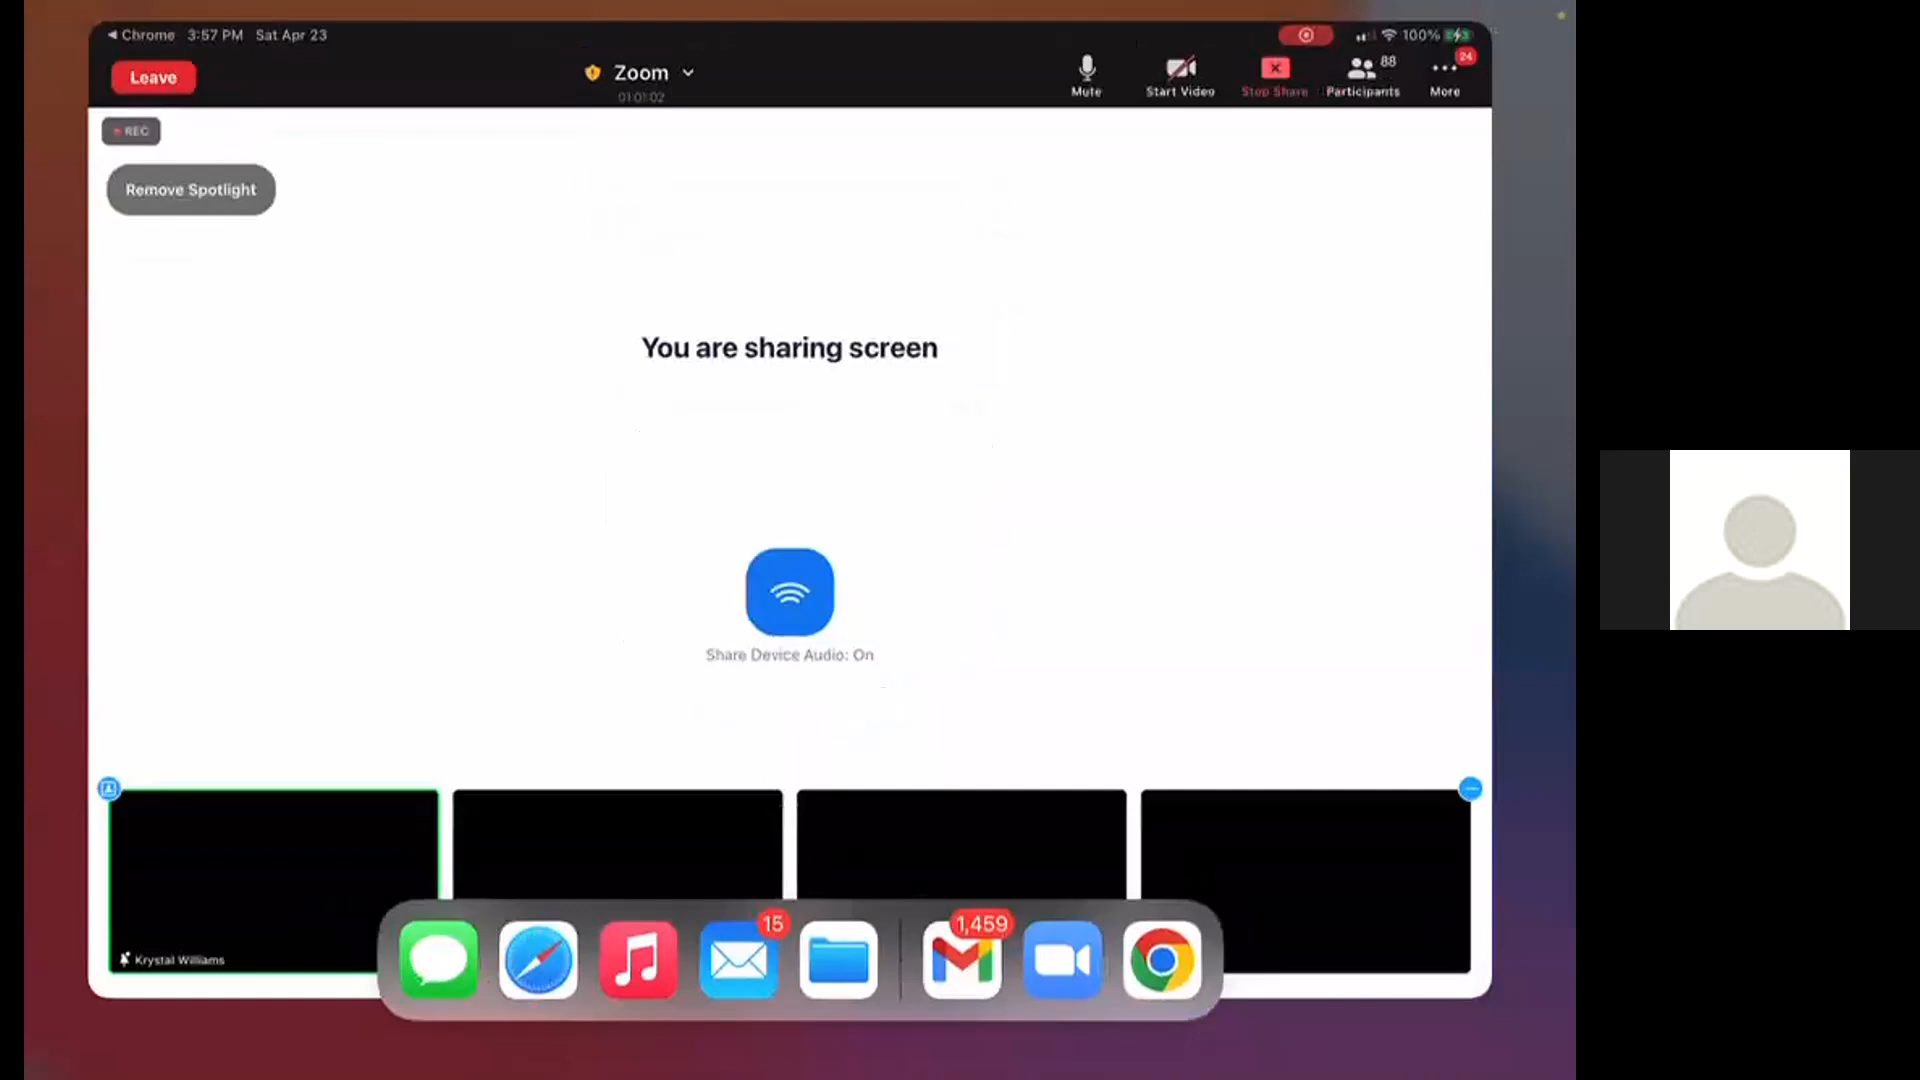 Chrome 3:57 PM Sat Apr 23
100%
Leave
Zoom
01:01:02
Mute
Start Video
Stop Share
88
Participants
24
More
REC
Remove Spotlight
You are sharing screen
Share Device Audio: On
Krystal Williams
15
1,459